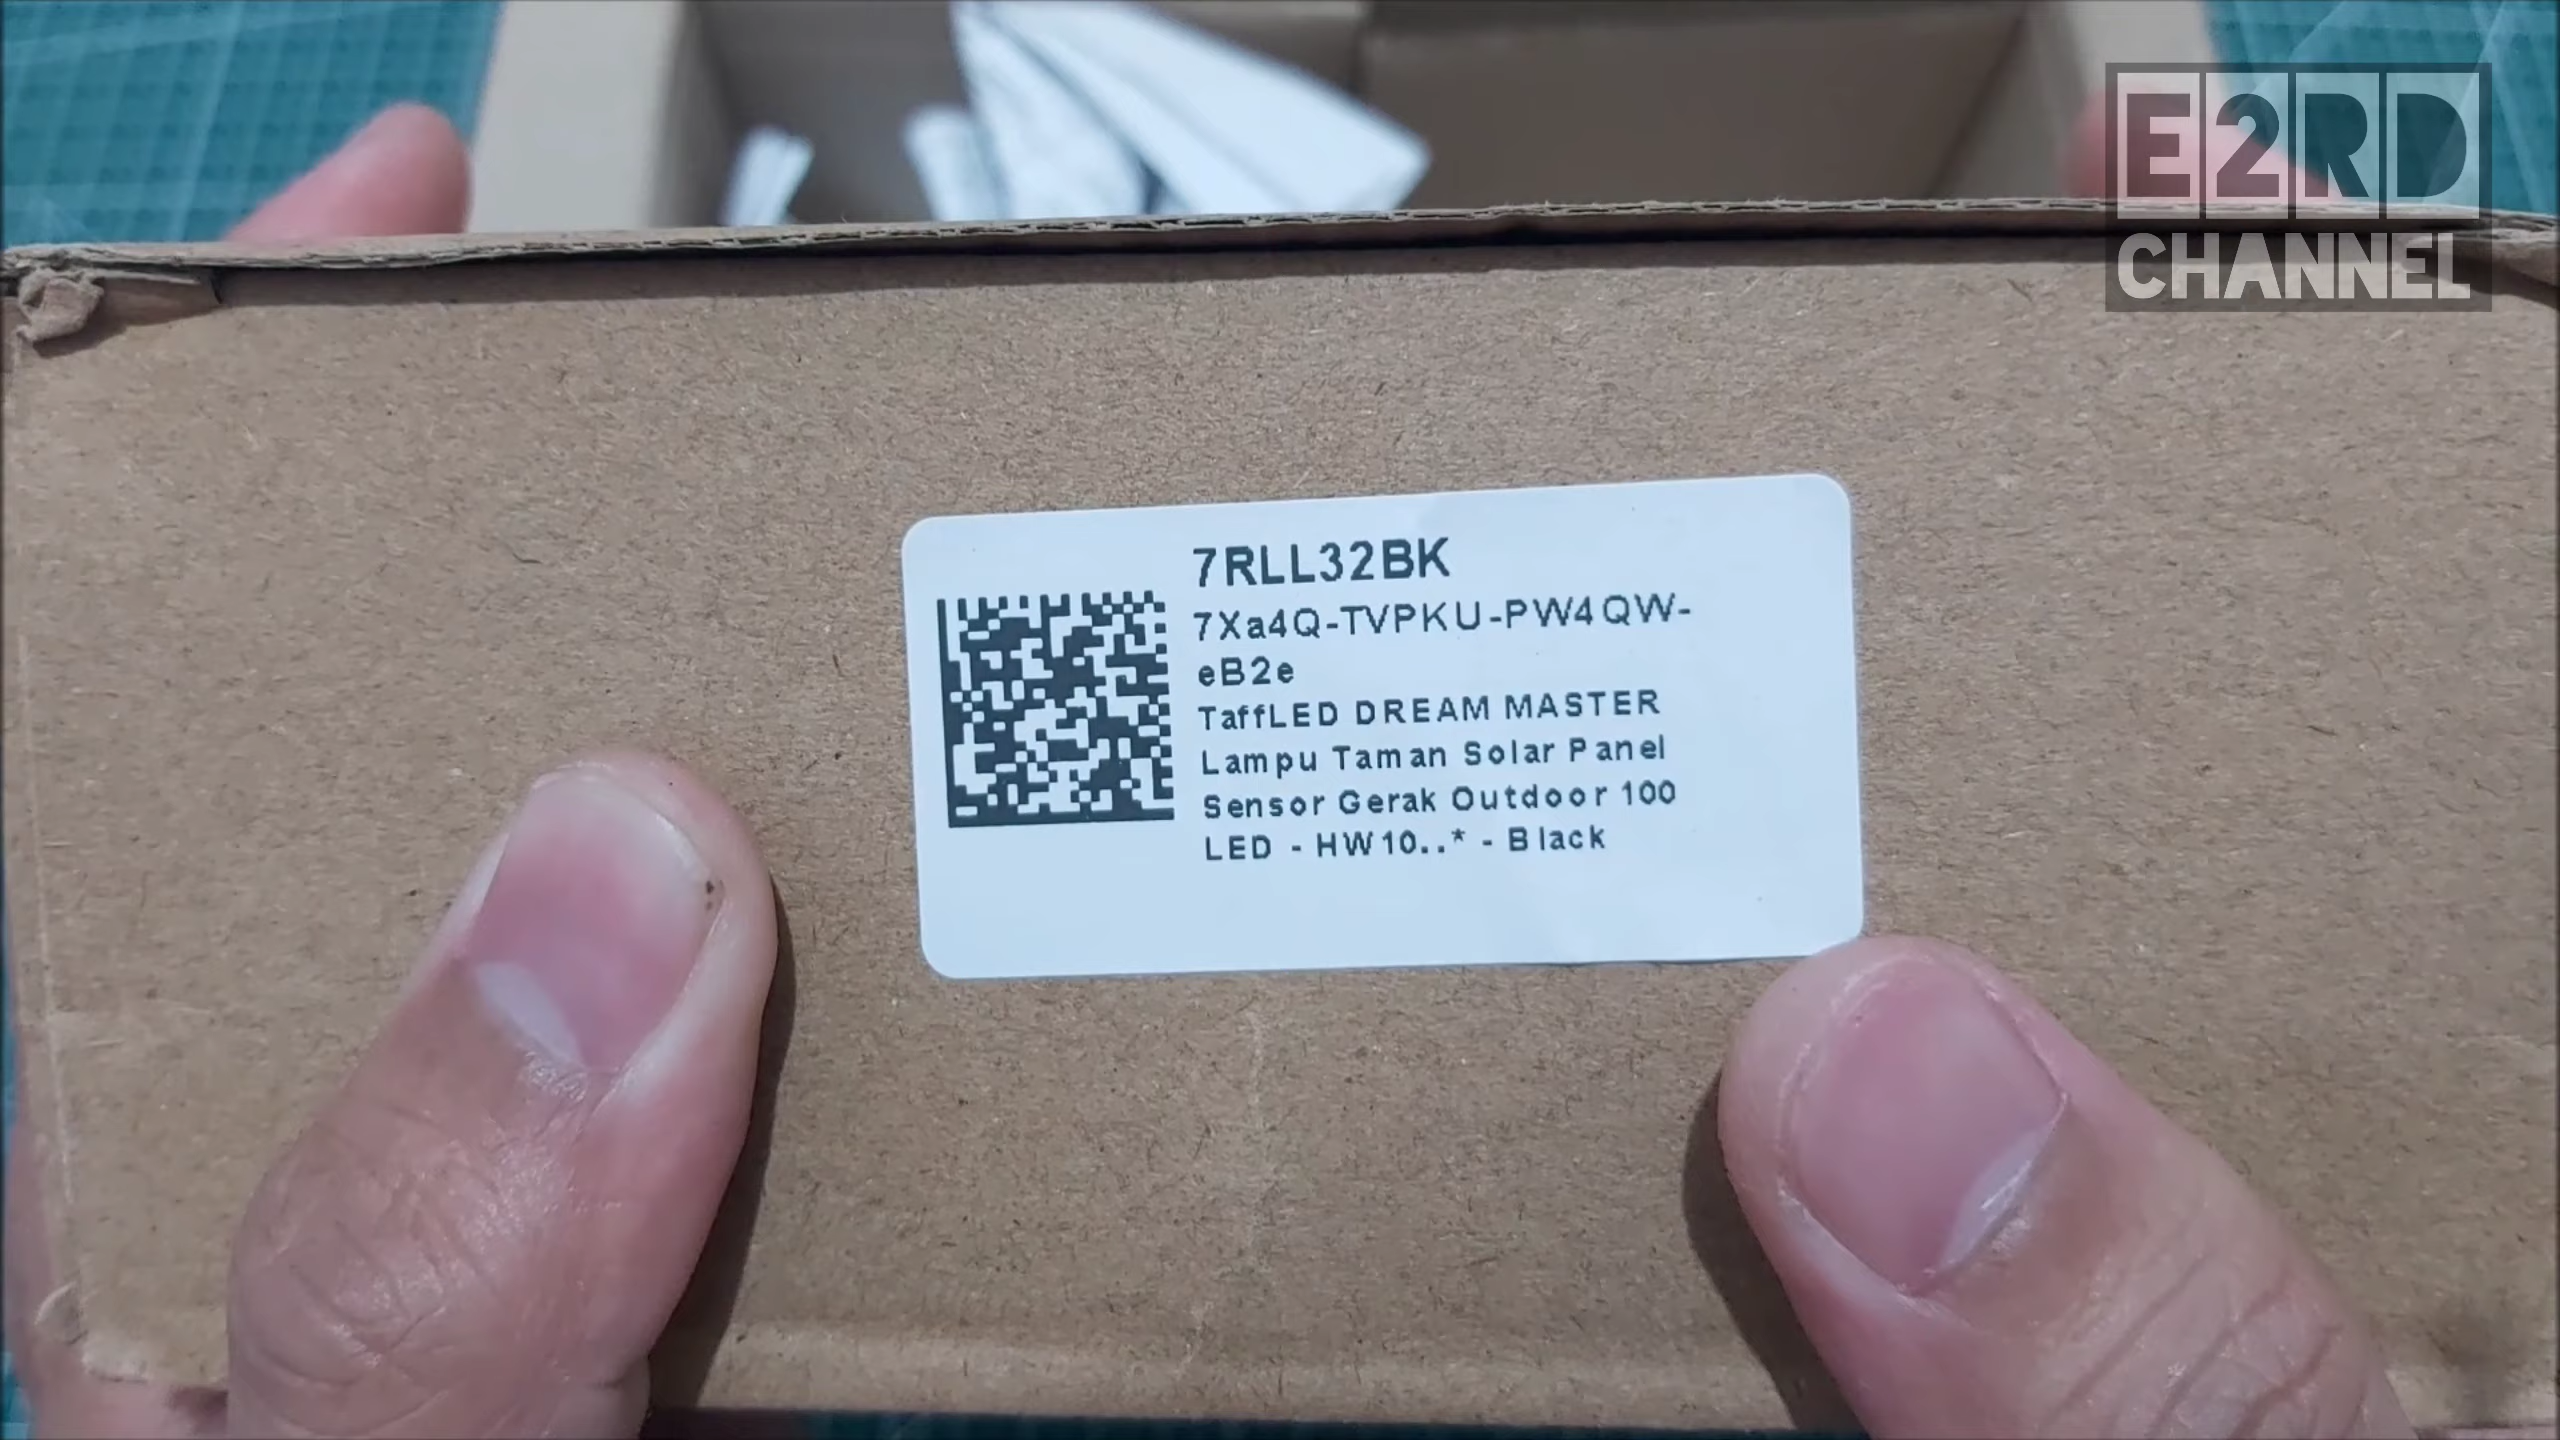 E2RD
CHANNEL
7RLL32BK
7Xa4Q-TVPKU-PW4QW-
eB2e
TaffLED DREAM MASTER
Lampu Taman Solar Panel
Sensor Gerak Outdoor 100
LED - HW10..* - Black